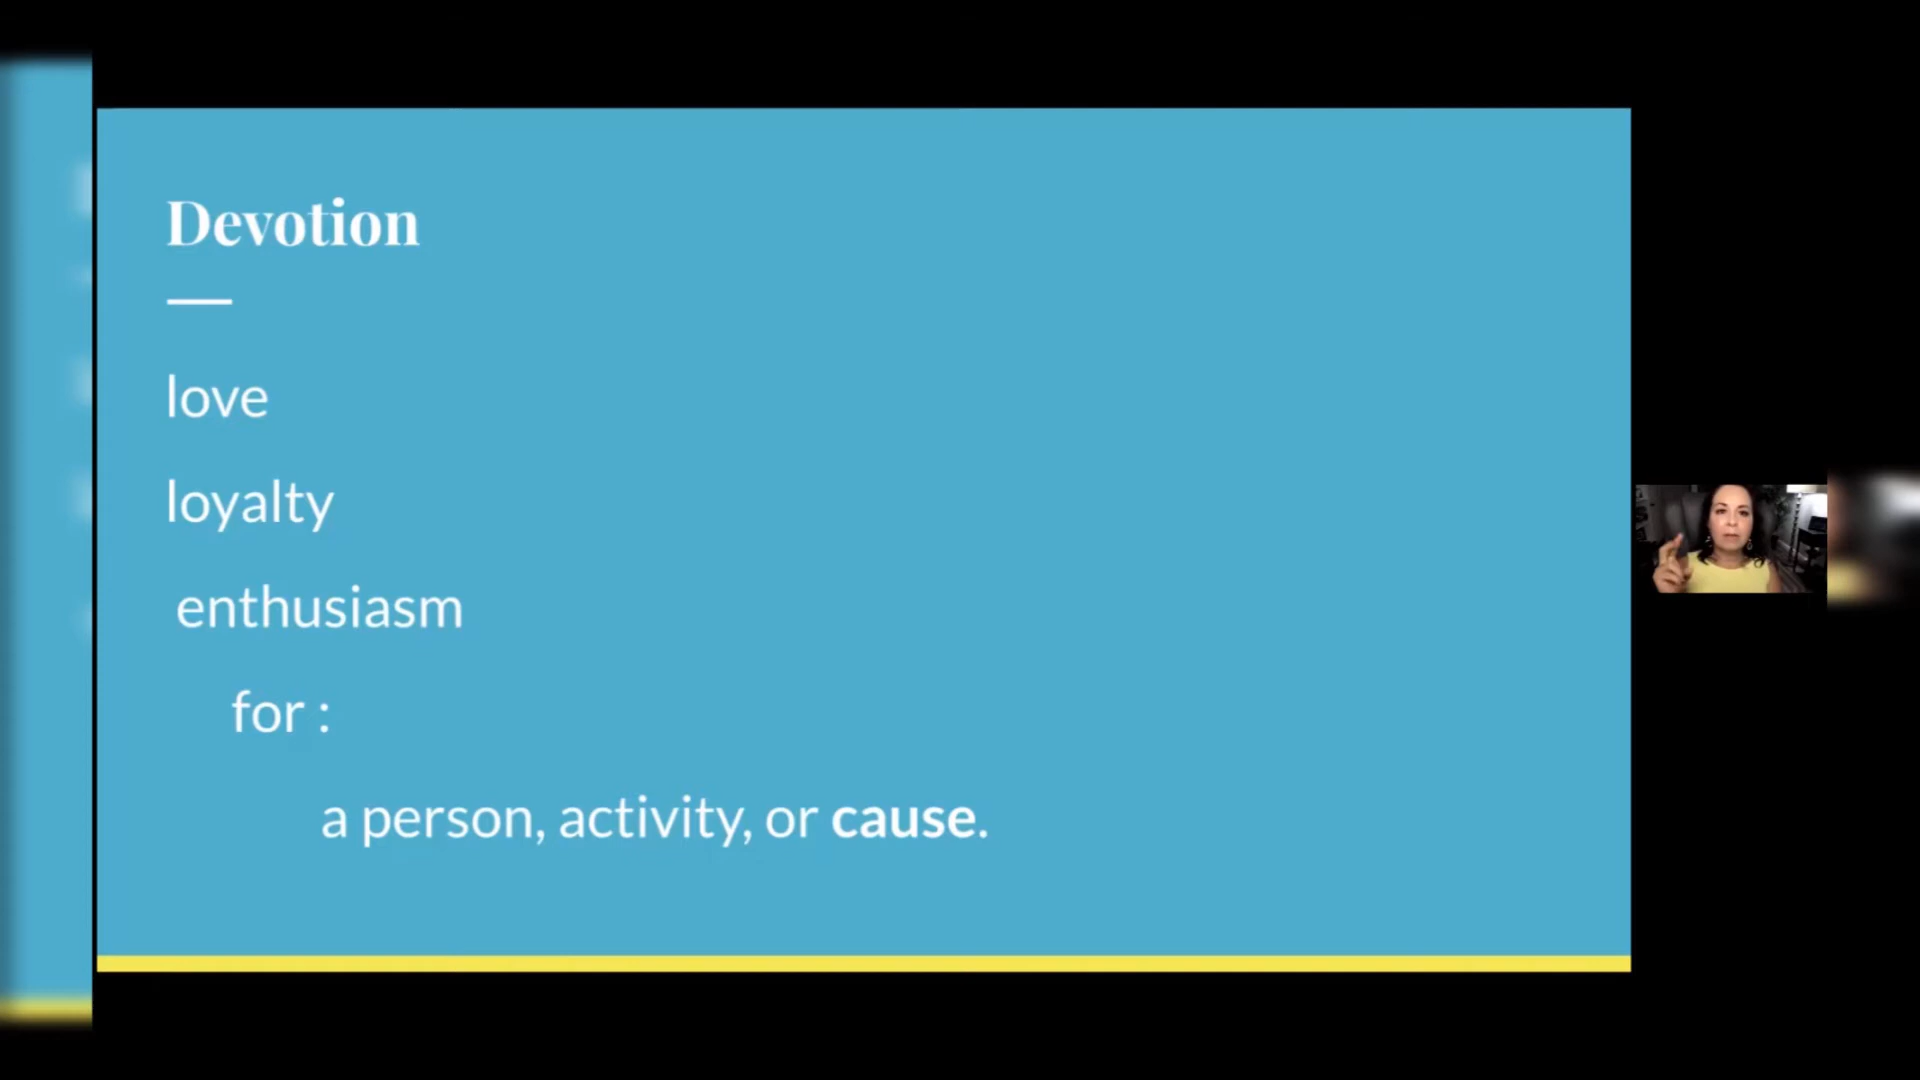 Devotion
love
loyalty
enthusiasm
for :
a person, activity, or cause.